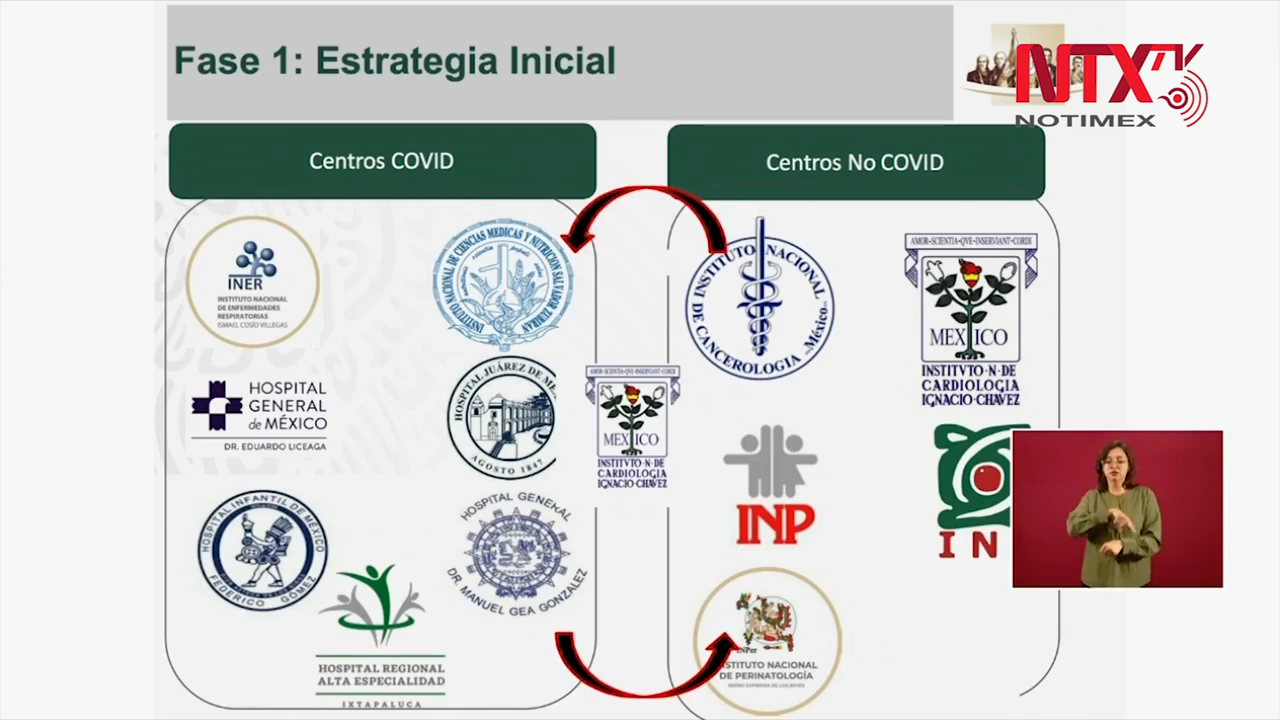 Fase 1: Estrategia Inicial
NTXTV
NOTIMEX
Centros COVID
Centros No COVID
INER
INSTITUTO NACIONAL
DE ENFERMEDADES
RESPIRATORIAS
ISMAEL COSÍO VILLEGAS
INSTITUTO NACIONAL DE CIENCIAS MEDICAS Y NUTRICION SALVADOR ZUBIRAN
HOSPITAL
GENERAL
de MÉXICO
DR. EDUARDO LICEAGA
HOSPITAL JUÁREZ DE MÉ
AGOSTO 1847
HOSPITAL INFANTIL DE MÉXICO
FEDERICO GÓMEZ
HOSPITAL GENERAL
DR. MANUEL GEA GONZALEZ
HOSPITAL REGIONAL
ALTA ESPECIALIDAD
IXTAPALUCA
AMOR·SCIENTIA·QVE·INSERVIANT·CORDI
MEXICO
INSTITVTO·N·DE
CARDIOLOGIA
IGNACIO·CHAVEZ
INSTITUTO NACIONAL
DE CANCEROLOGIA
México
AMOR·SCIENTIA·QVE·INSERVIANT·CORDI
MEXICO
INSTITVTO·N·DE
CARDIOLOGIA
IGNACIO·CHAVEZ
INP
IN
INPer
INSTITUTO NACIONAL
DE PERINATOLOGÍA